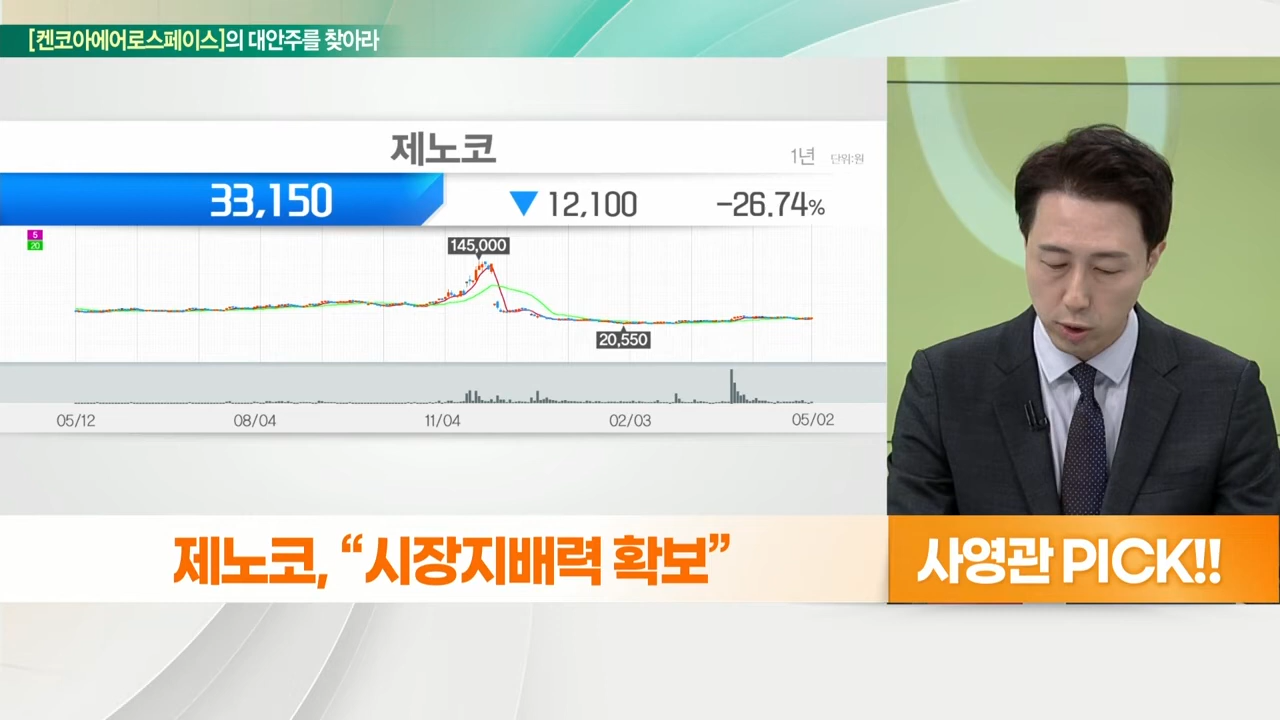 [켄코아에어로스페이스]의 대안주를 찾아라
제노코
1년 단위:원
33,150 ▼ 12,100 -26.74%
5
20
145,000
20,550
05/12 08/04 11/04 02/03 05/02
제노코, “시장지배력 확보”
사영관 PICK!!